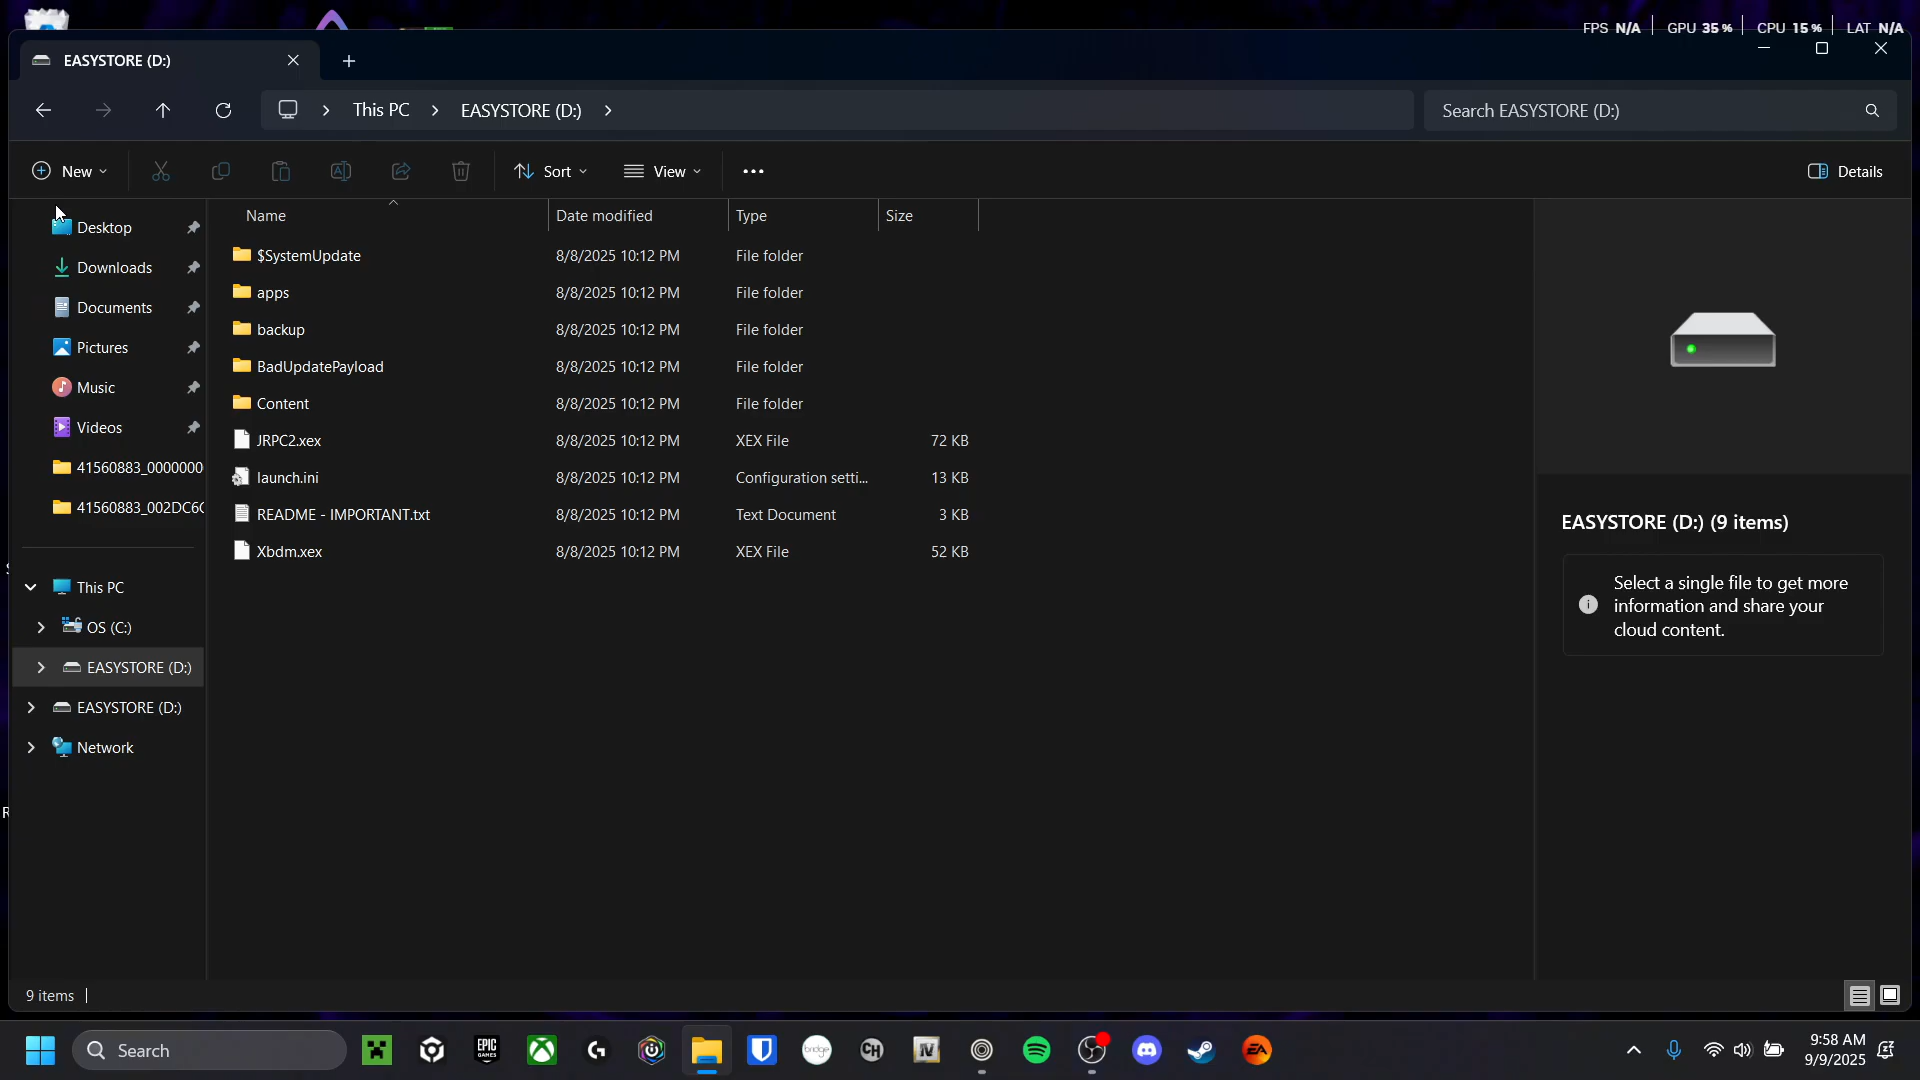 FPS N/A GPU 35% CPU 15% LAT N/A
EASYSTORE (D:)
This PC EASYSTORE (D:)
Search EASYSTORE (D:)
New Sort View Details
Name Date modified Type Size
Desktop
Downloads
Documents
Pictures
Music
Videos
41560883_0000000
41560883_002DC6C
This PC
OS (C:)
EASYSTORE (D:)
EASYSTORE (D:)
Network
$SystemUpdate 8/8/2025 10:12 PM File folder
apps 8/8/2025 10:12 PM File folder
backup 8/8/2025 10:12 PM File folder
BadUpdatePayload 8/8/2025 10:12 PM File folder
Content 8/8/2025 10:12 PM File folder
JRPC2.xex 8/8/2025 10:12 PM XEX File 72 KB
launch.ini 8/8/2025 10:12 PM Configuration setti... 13 KB
README - IMPORTANT.txt 8/8/2025 10:12 PM Text Document 3 KB
Xbdm.xex 8/8/2025 10:12 PM XEX File 52 KB
EASYSTORE (D:) (9 items)
Select a single file to get more
information and share your
cloud content.
9 items
Search
EPIC
GAMES
bridge
CH
IV
EA
9:58 AM
9/9/2025